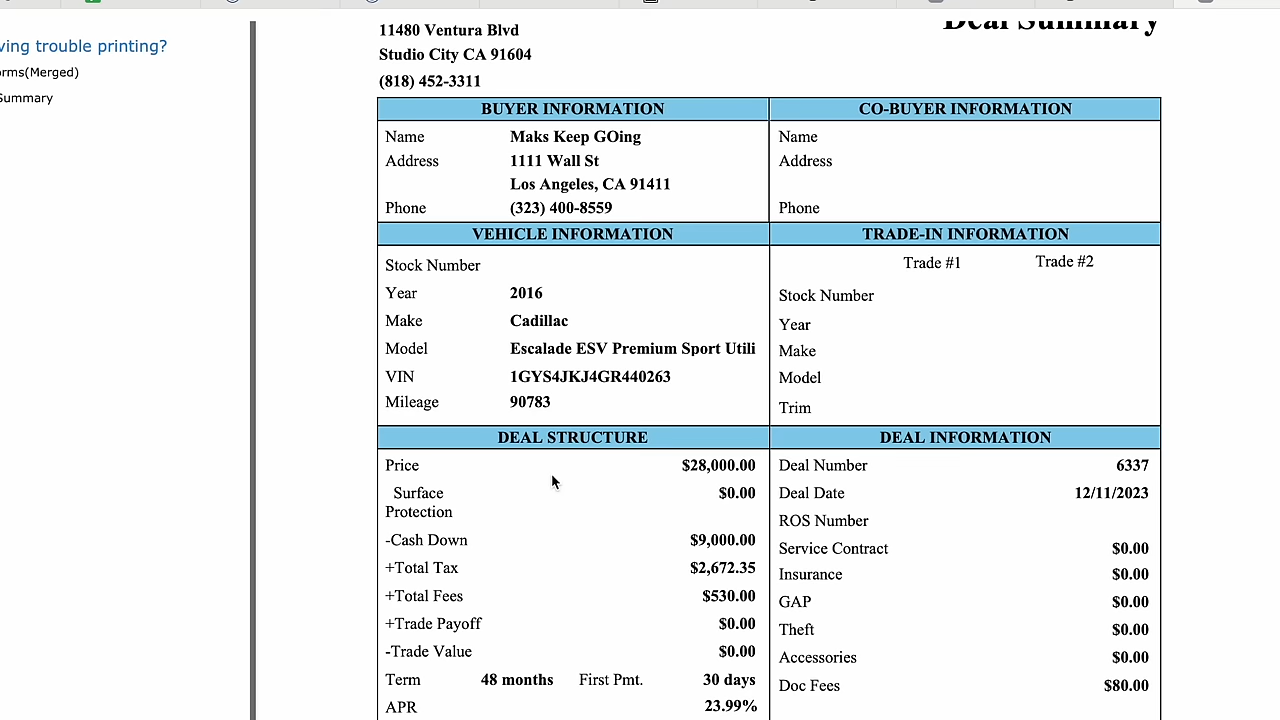 Deal Summary
ving trouble printing?
orms(Merged)
Summary
11480 Ventura Blvd
Studio City CA 91604
(818) 452-3311
BUYER INFORMATION
Name Maks Keep GOing
Address 1111 Wall St
Los Angeles, CA 91411
Phone (323) 400-8559
CO-BUYER INFORMATION
Name
Address
Phone
VEHICLE INFORMATION
Stock Number
Year 2016
Make Cadillac
Model Escalade ESV Premium Sport Utili
VIN 1GYS4JKJ4GR440263
Mileage 90783
TRADE-IN INFORMATION
Trade #1 Trade #2
Stock Number
Year
Make
Model
Trim
DEAL STRUCTURE
Price $28,000.00
Surface $0.00
Protection
-Cash Down $9,000.00
+Total Tax $2,672.35
+Total Fees $530.00
+Trade Payoff $0.00
-Trade Value $0.00
Term 48 months First Pmt. 30 days
APR 23.99%
DEAL INFORMATION
Deal Number 6337
Deal Date 12/11/2023
ROS Number
Service Contract $0.00
Insurance $0.00
GAP $0.00
Theft $0.00
Accessories $0.00
Doc Fees $80.00